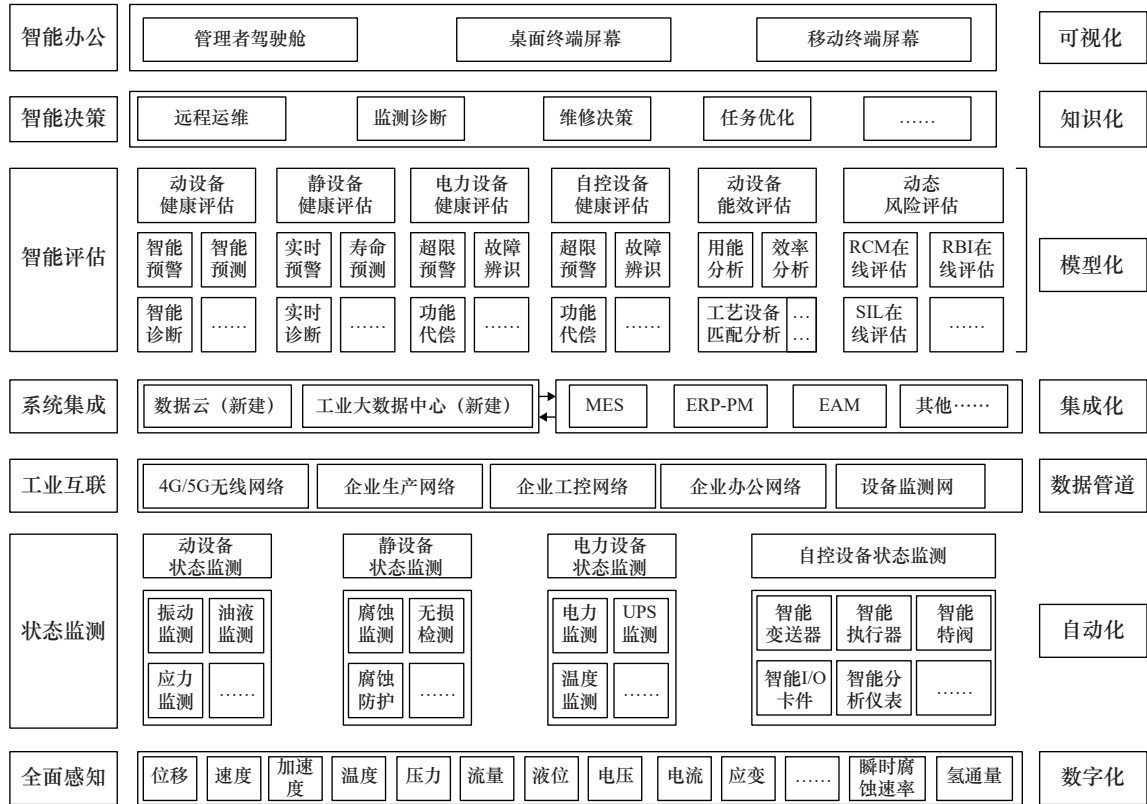 智能办公
管理者驾驶舱
桌面终端屏幕
移动终端屏幕
可视化
智能决策
远程运维
监测诊断
维修决策
任务优化
……
知识化
智能评估
动设备
健康评估
静设备
健康评估
电力设备
健康评估
自控设备
健康评估
动设备
能效评估
动态
风险评估
智能
预警
智能
预测
实时
预警
寿命
预测
超限
预警
故障
辨识
超限
预警
故障
辨识
用能
分析
效率
分析
RCM在
线评估
RBI在
线评估
智能
诊断
……
实时
诊断
……
功能
代偿
……
功能
代偿
……
工艺设备
匹配分析
…
…
SIL在
线评估
……
模型化
系统集成
数据云（新建）
工业大数据中心（新建）
MES
ERP-PM
EAM
其他……
集成化
工业互联
4G/5G无线网络
企业生产网络
企业工控网络
企业办公网络
设备监测网
数据管道
状态监测
动设备
状态监测
静设备
状态监测
电力设备
状态监测
自控设备状态监测
振动
监测
油液
监测
腐蚀
监测
无损
检测
电力
监测
UPS
监测
智能
变送器
智能
执行器
智能
特阀
应力
监测
……
腐蚀
防护
……
温度
监测
……
智能I/O
卡件
智能分
析仪表
……
自动化
全面感知
位移
速度
加速
度
温度
压力
流量
液位
电压
电流
应变
……
瞬时腐
蚀速率
氢通量
数字化